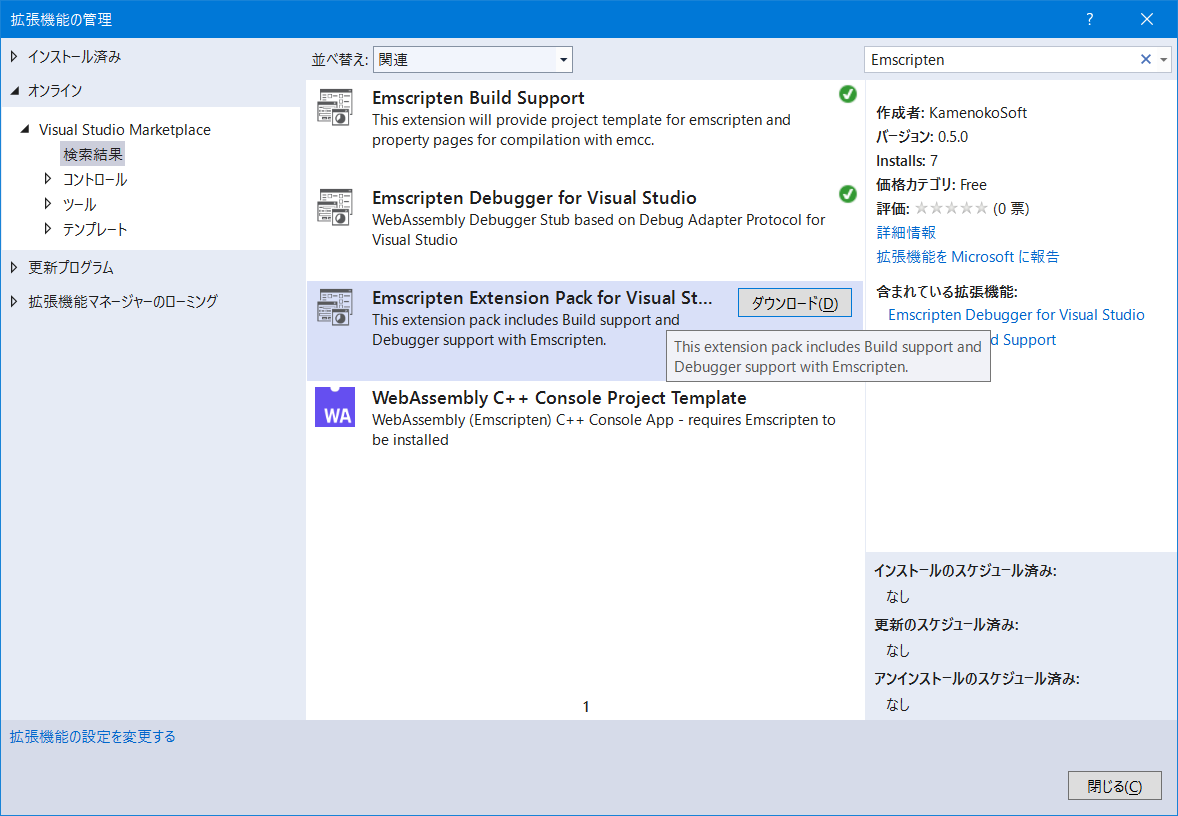 拡張機能の管理
?
インストール済み
オンライン
Visual Studio Marketplace
検索結果
コントロール
ツール
テンプレート
更新プログラム
拡張機能マネージャーのローミング
並べ替え: 関連
Emscripten
Emscripten Build Support
This extension will provide project template for emscripten and
property pages for compilation with emcc.
Emscripten Debugger for Visual Studio
WebAssembly Debugger Stub based on Debug Adapter Protocol for
Visual Studio
Emscripten Extension Pack for Visual St...
ダウンロード(D)
This extension pack includes Build support and
Debugger support with Emscripten.
This extension pack includes Build support and
Debugger support with Emscripten.
WA
WebAssembly C++ Console Project Template
WebAssembly (Emscripten) C++ Console App - requires Emscripten to
be installed
1
作成者: KamenokoSoft
バージョン: 0.5.0
Installs: 7
価格カテゴリ: Free
評価: ★★★★★ (0 票)
詳細情報
拡張機能を Microsoft に報告
含まれている拡張機能:
Emscripten Debugger for Visual Studio
d Support
インストールのスケジュール済み:
なし
更新のスケジュール済み:
なし
アンインストールのスケジュール済み:
なし
拡張機能の設定を変更する
閉じる(C)